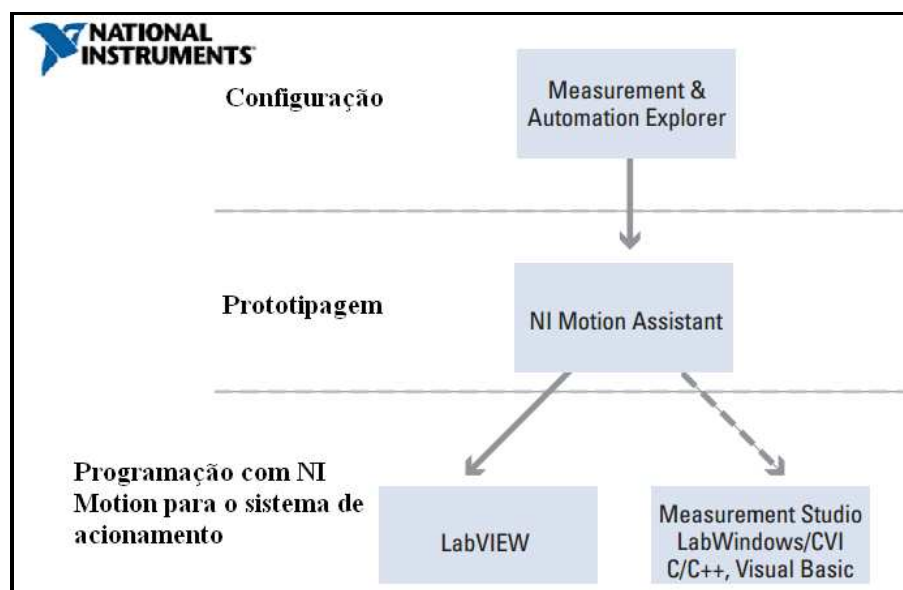 NATIONAL
INSTRUMENTS
Configuração
Measurement &
Automation Explorer
Prototipagem
NI Motion Assistant
Programação com NI
Motion para o sistema de
acionamento
LabVIEW
Measurement Studio
LabWindows/CVI
C/C++, Visual Basic